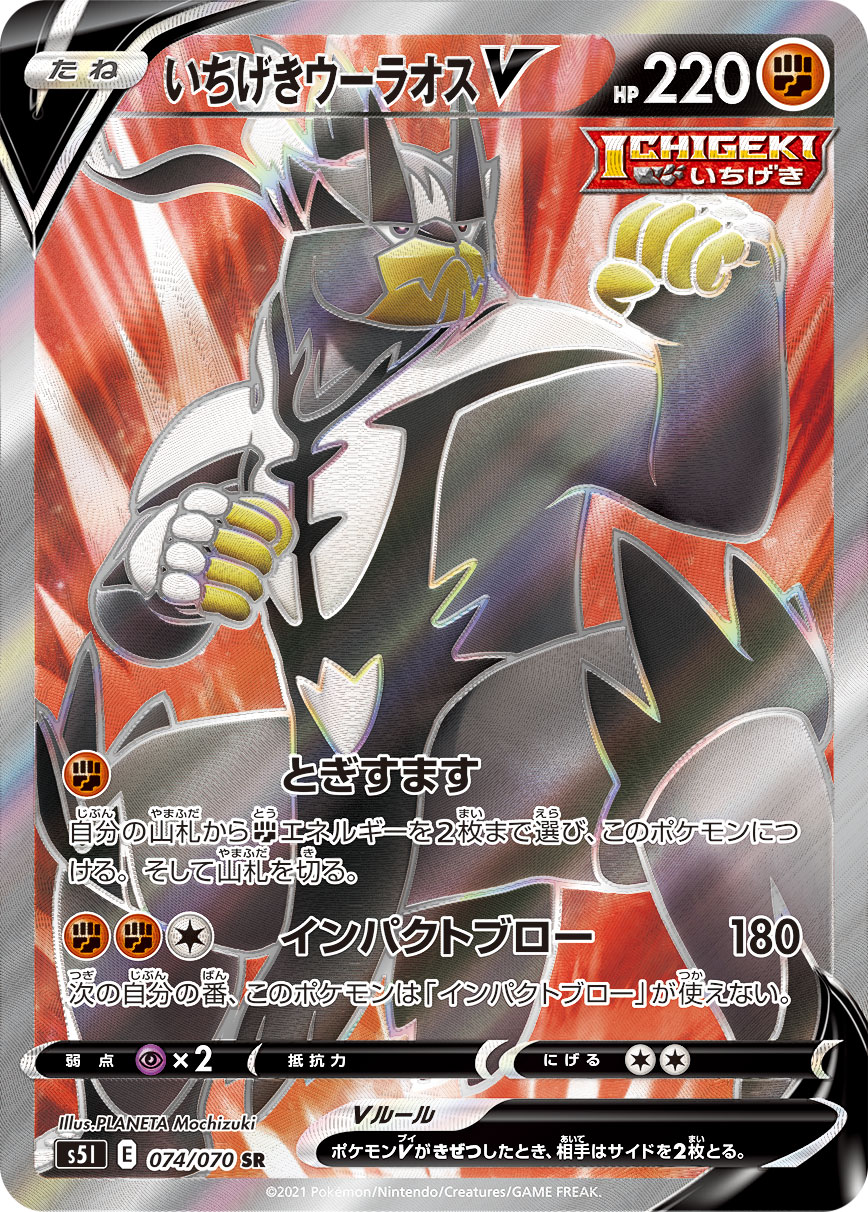 たね
いちげきウーラオスV
HP 220
ICHIGEKI
いちげき
とぎすます
自分の山札からエネルギーを2枚まで選び、このポケモンにつ
ける。そして山札を切る。
インパクトブロー 180
次の自分の番、このポケモンは「インパクトブロー」が使えない。
弱点 ×2 抵抗力 にげる
Illus.PLANETA Mochizuki
Vルール
ポケモンVがきぜつしたとき、相手はサイドを2枚とる。
s5I E 074/070 SR
©2021 Pokémon/Nintendo/Creatures/GAME FREAK.